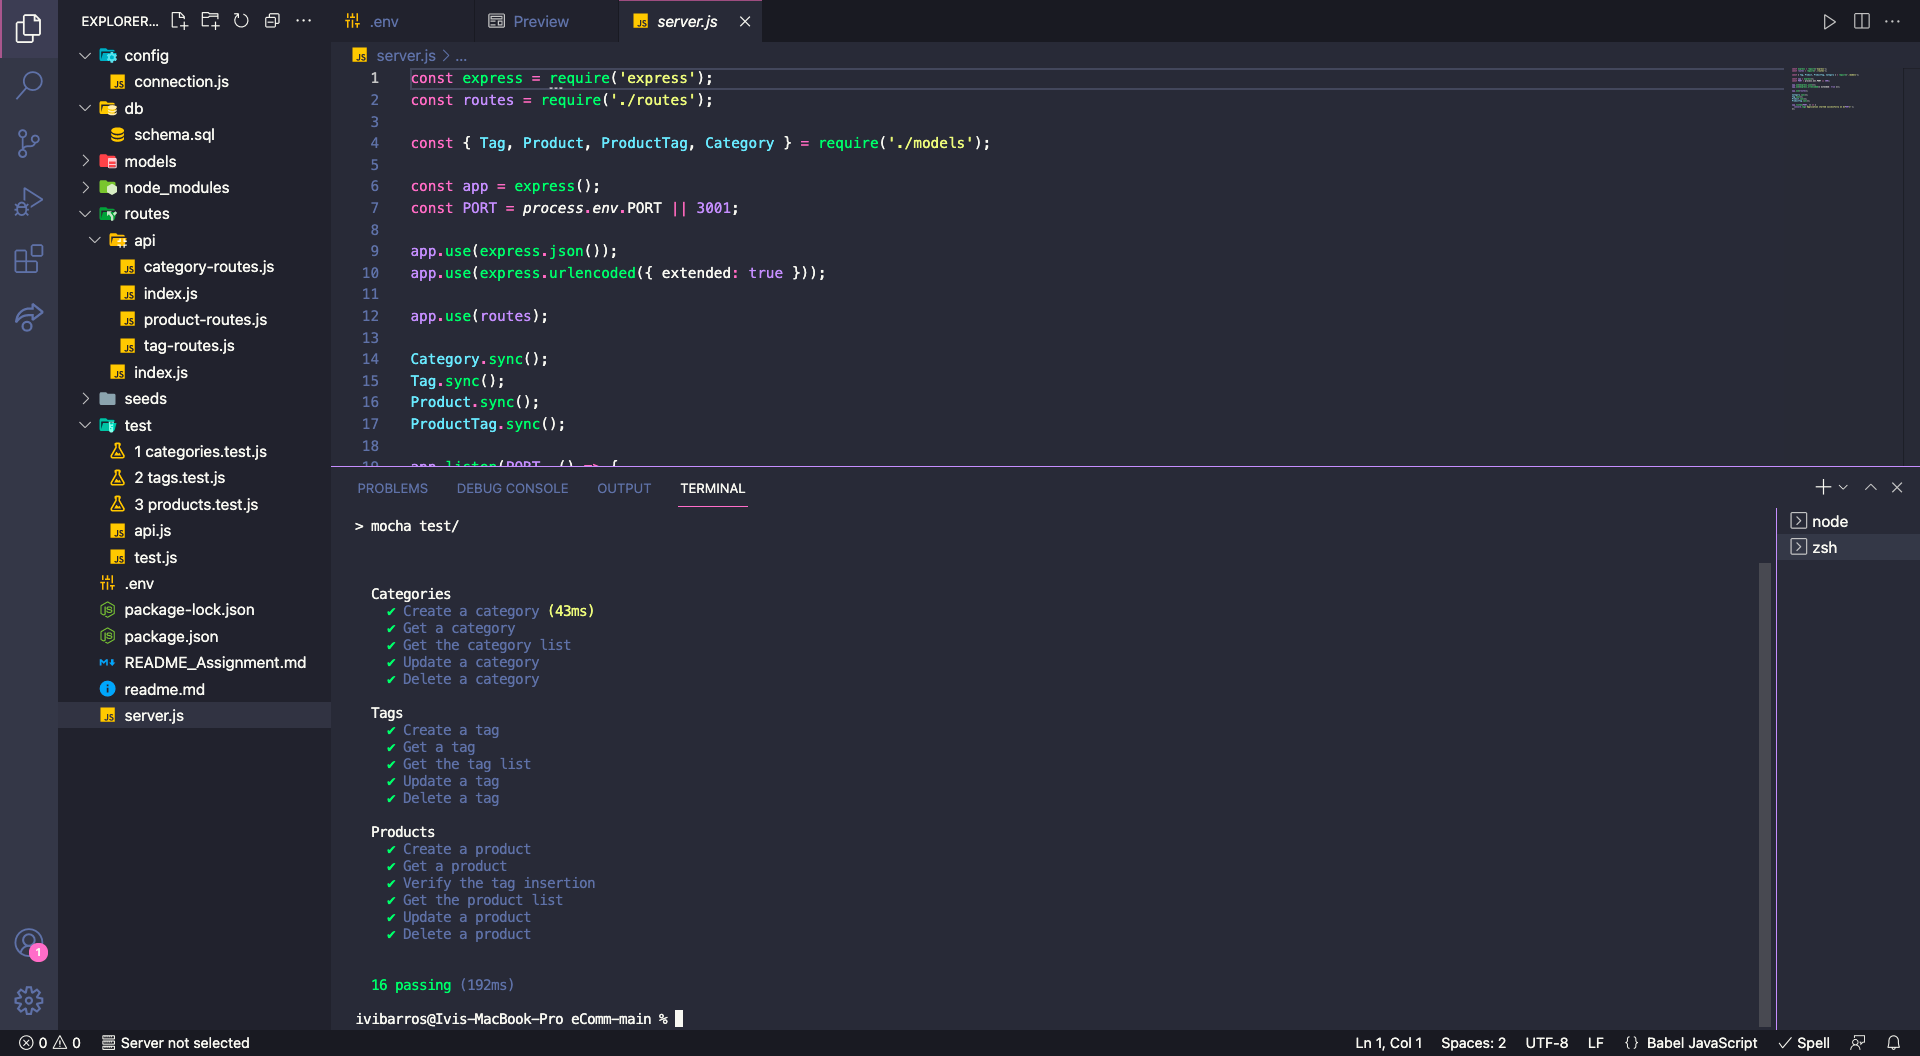 EXPLORER...
config
connection.js
db
schema.sql
models
node_modules
routes
api
category-routes.js
index.js
product-routes.js
tag-routes.js
index.js
seeds
test
1 categories.test.js
2 tags.test.js
3 products.test.js
api.js
test.js
.env
package-lock.json
package.json
README_Assignment.md
readme.md
server.js
1
.env
Preview
server.js
server.js > ...
1 const express = require('express');
2 const routes = require('./routes');
3
4 const { Tag, Product, ProductTag, Category } = require('./models');
5
6 const app = express();
7 const PORT = process.env.PORT || 3001;
8
9 app.use(express.json());
10 app.use(express.urlencoded({ extended: true }));
11
12 app.use(routes);
13
14 Category.sync();
15 Tag.sync();
16 Product.sync();
17 ProductTag.sync();
18
19 app.listen(PORT, () => {
PROBLEMS DEBUG CONSOLE OUTPUT TERMINAL
> mocha test/
Categories
✔ Create a category (43ms)
✔ Get a category
✔ Get the category list
✔ Update a category
✔ Delete a category
Tags
✔ Create a tag
✔ Get a tag
✔ Get the tag list
✔ Update a tag
✔ Delete a tag
Products
✔ Create a product
✔ Get a product
✔ Verify the tag insertion
✔ Get the product list
✔ Update a product
✔ Delete a product
16 passing (192ms)
ivibarros@Ivis-MacBook-Pro eComm-main %
node
zsh
0 0 Server not selected
Ln 1, Col 1 Spaces: 2 UTF-8 LF {} Babel JavaScript ✓ Spell